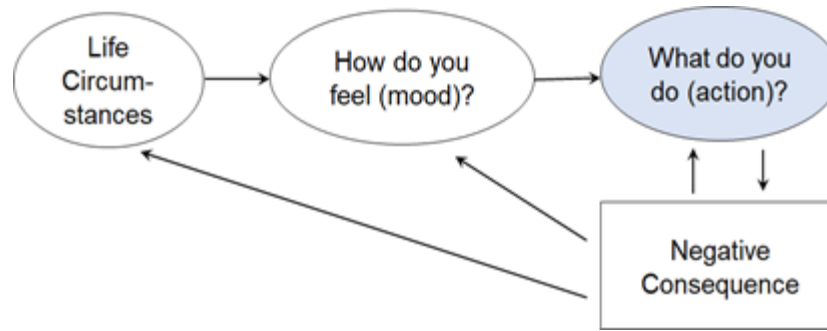 Life
Circum-
stances
How do you
feel (mood)?
What do you
do (action)?
Negative
Consequence